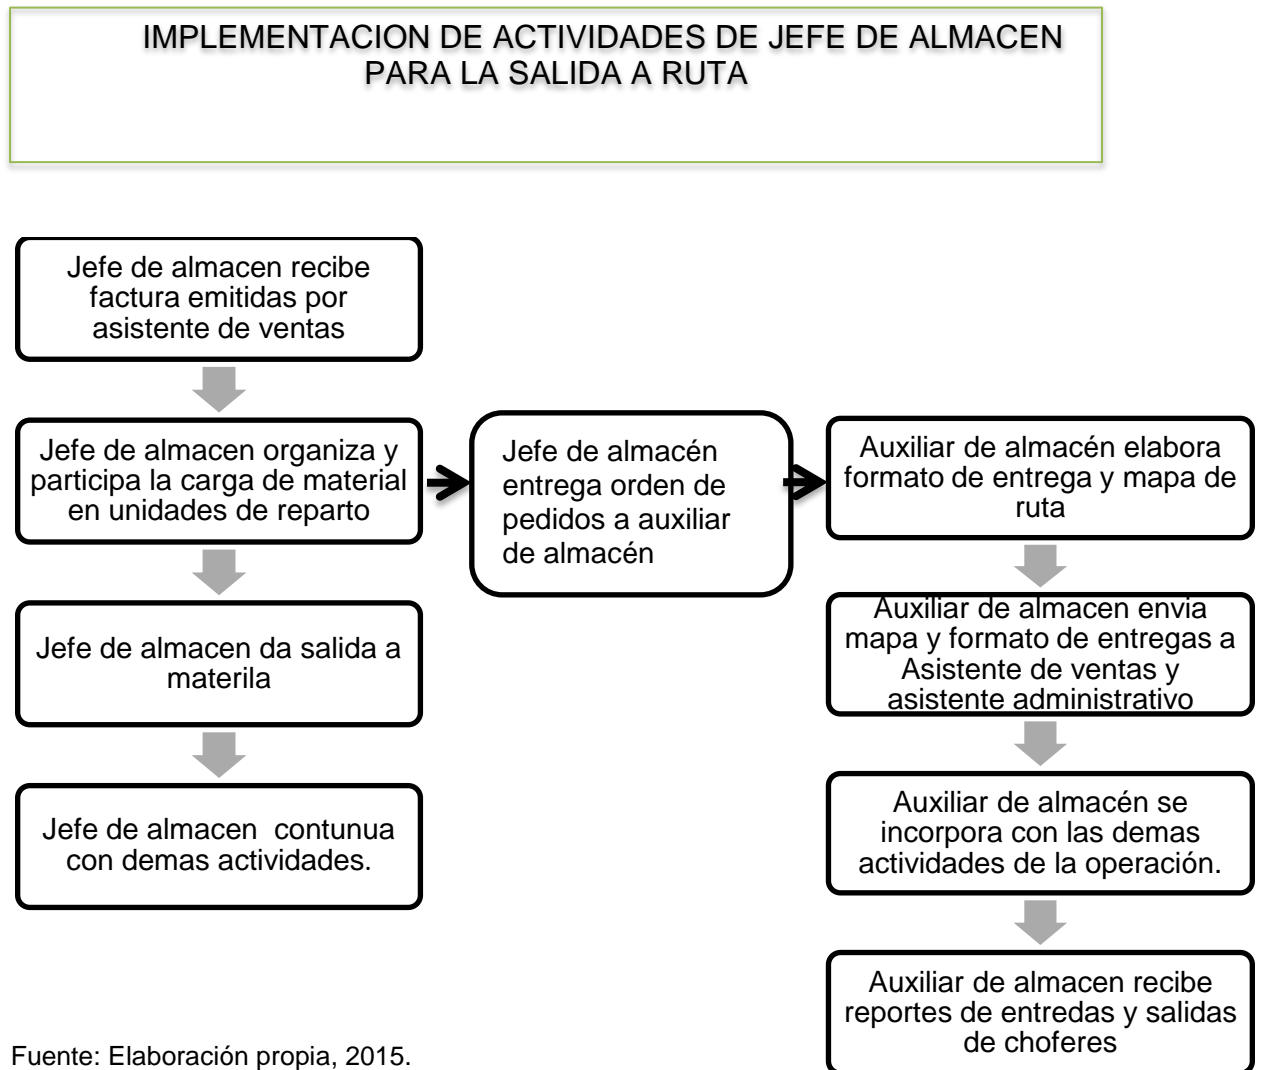 IMPLEMENTACION DE ACTIVIDADES DE JEFE DE ALMACEN
PARA LA SALIDA A RUTA
Jefe de almacen recibe
factura emitidas por
asistente de ventas
Jefe de almacen organiza y
participa la carga de material
en unidades de reparto
Jefe de almacen da salida a
materila
Jefe de almacen contunua
con demas actividades.
Jefe de almacén
entrega orden de
pedidos a auxiliar
de almacén
Auxiliar de almacén elabora
formato de entrega y mapa de
ruta
Auxiliar de almacen envia
mapa y formato de entregas a
Asistente de ventas y
asistente administrativo
Auxiliar de almacén se
incorpora con las demas
actividades de la operación.
Auxiliar de almacen recibe
reportes de entredas y salidas
de choferes
Fuente: Elaboración propia, 2015.